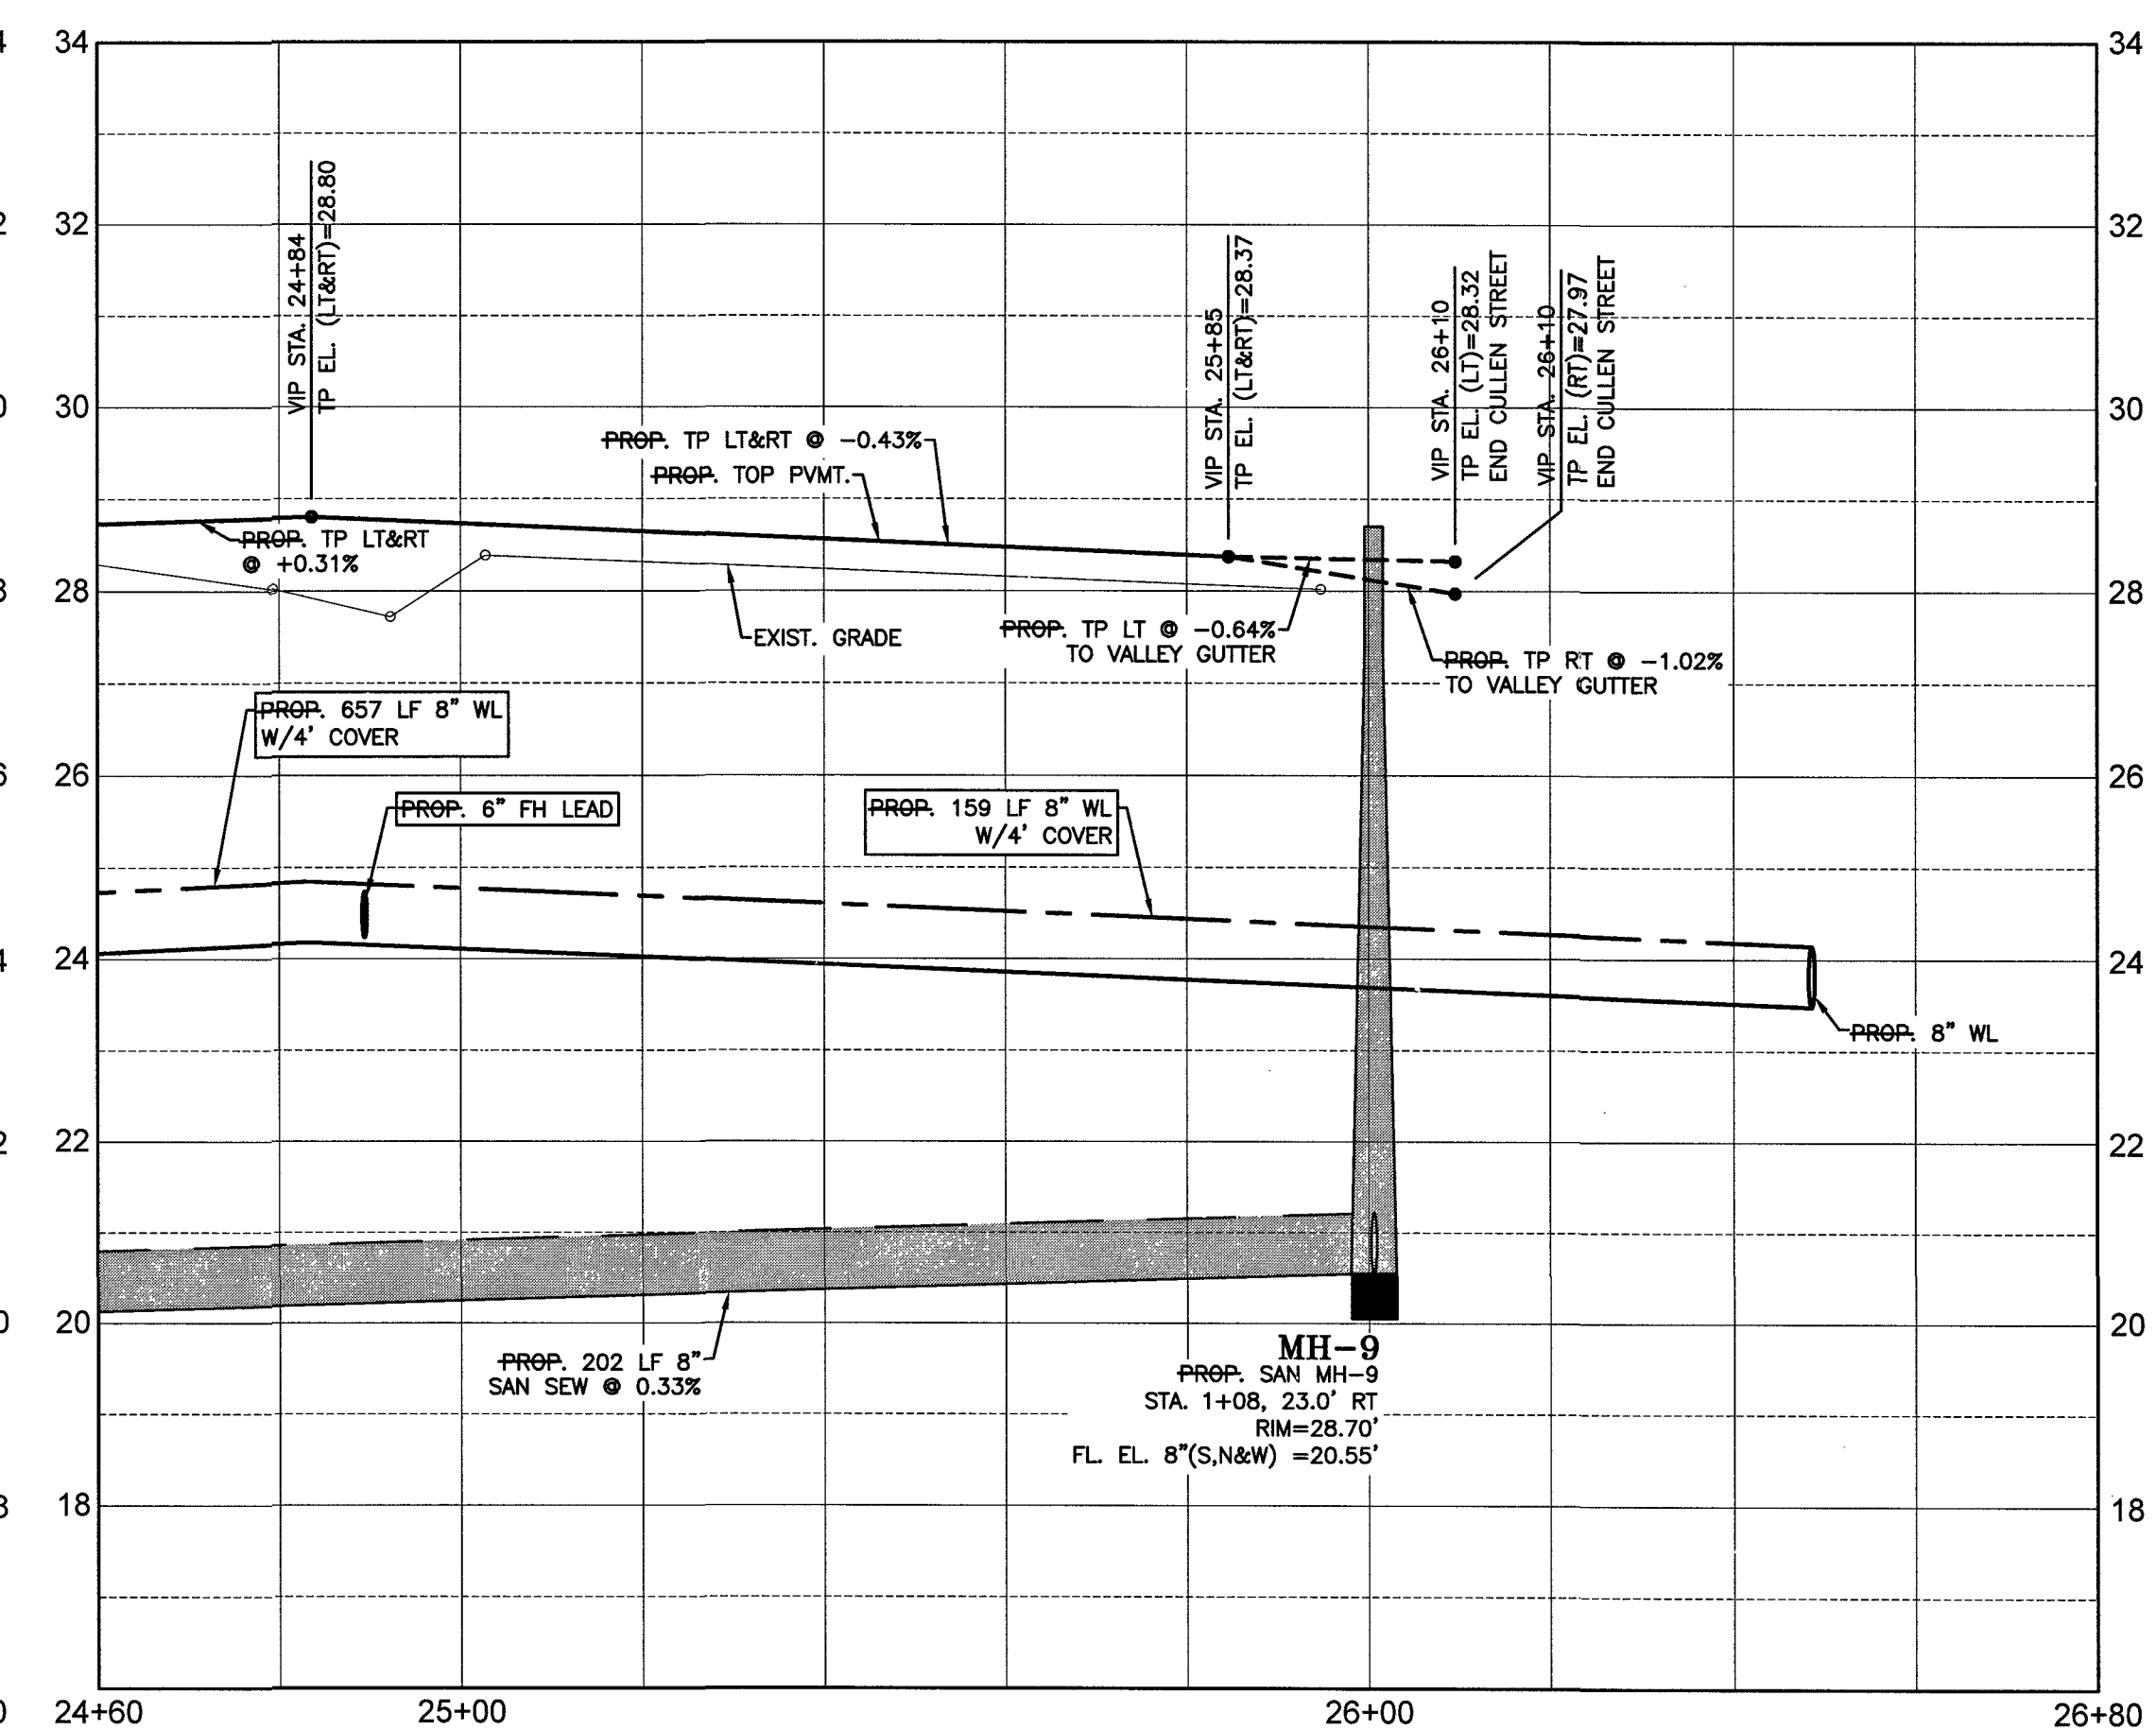 34
34
32
32
30
30
28
28
26
26
24
24
22
22
20
20
18
18
24+60
25+00
26+00
26+80
VIP STA. 24+84
TP EL. (LT&RT)=28.80
VIP STA. 25+85
TP EL. (LT&RT)=28.37
VIP STA. 26+10
TP EL. (LT)=28.32
END CULLEN STREET
VIP STA. 26+10
TP EL. (RT)=27.97
END CULLEN STREET
PROP. TP LT&RT @ -0.43%
PROP. TOP PVMT.
PROP. TP LT&RT
@ +0.31%
EXIST. GRADE
PROP. TP LT @ -0.64%
TO VALLEY GUTTER
PROP. TP RT @ -1.02%
TO VALLEY GUTTER
PROP. 657 LF 8" WL
W/4' COVER
PROP. 6" FH LEAD
PROP. 159 LF 8" WL
W/4' COVER
PROP. 8" WL
PROP. 202 LF 8"
SAN SEW @ 0.33%
MH-9
PROP. SAN MH-9
STA. 1+08, 23.0' RT
RIM=28.70'
FL. EL. 8"(S,N&W) =20.55'